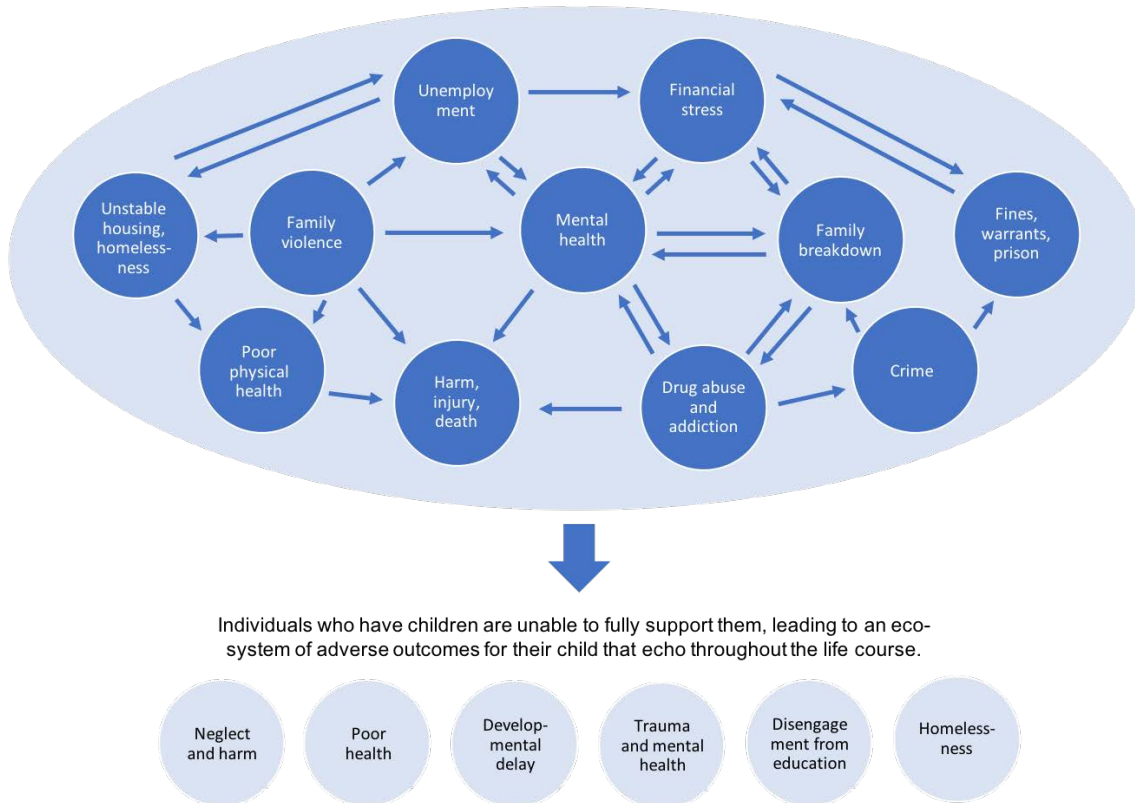 Unemploy
ment
Financial
stress
Unstable
housing,
homeless-
ness
Family
violence
Mental
health
Family
breakdown
Fines,
warrants,
prison
Poor
physical
health
Harm,
injury,
death
Drug abuse
and
addiction
Crime
Individuals who have children are unable to fully support them, leading to an eco-
system of adverse outcomes for their child that echo throughout the life course.
Neglect
and harm
Poor
health
Develop-
mental
delay
Trauma
and mental
health
Disengage
ment from
education
Homeless-
ness